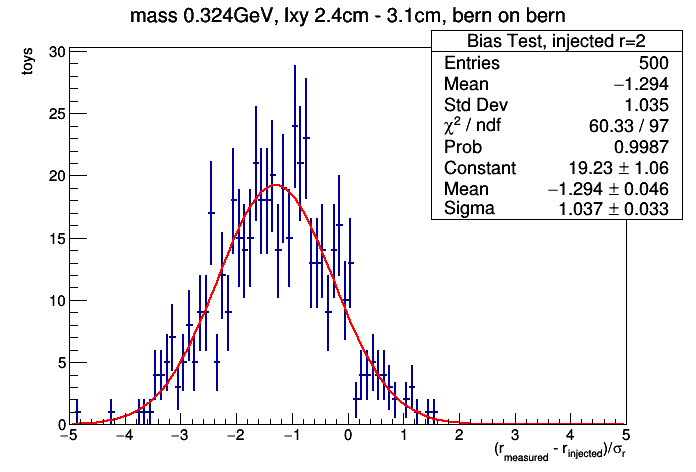 mass 0.324GeV, lxy 2.4cm - 3.1cm, bern on bern
Bias Test, injected r=2
Entries 500
Mean −1.294
Std Dev 1.035
χ² / ndf 60.33 / 97
Prob 0.9987
Constant 19.23 ± 1.06
Mean −1.294 ± 0.046
Sigma 1.037 ± 0.033
toys
30
25
20
15
10
5
0
−5 −4 −3 −2 −1 0 1 2 3 4 5
(r_measured - r_injected)/σ_r